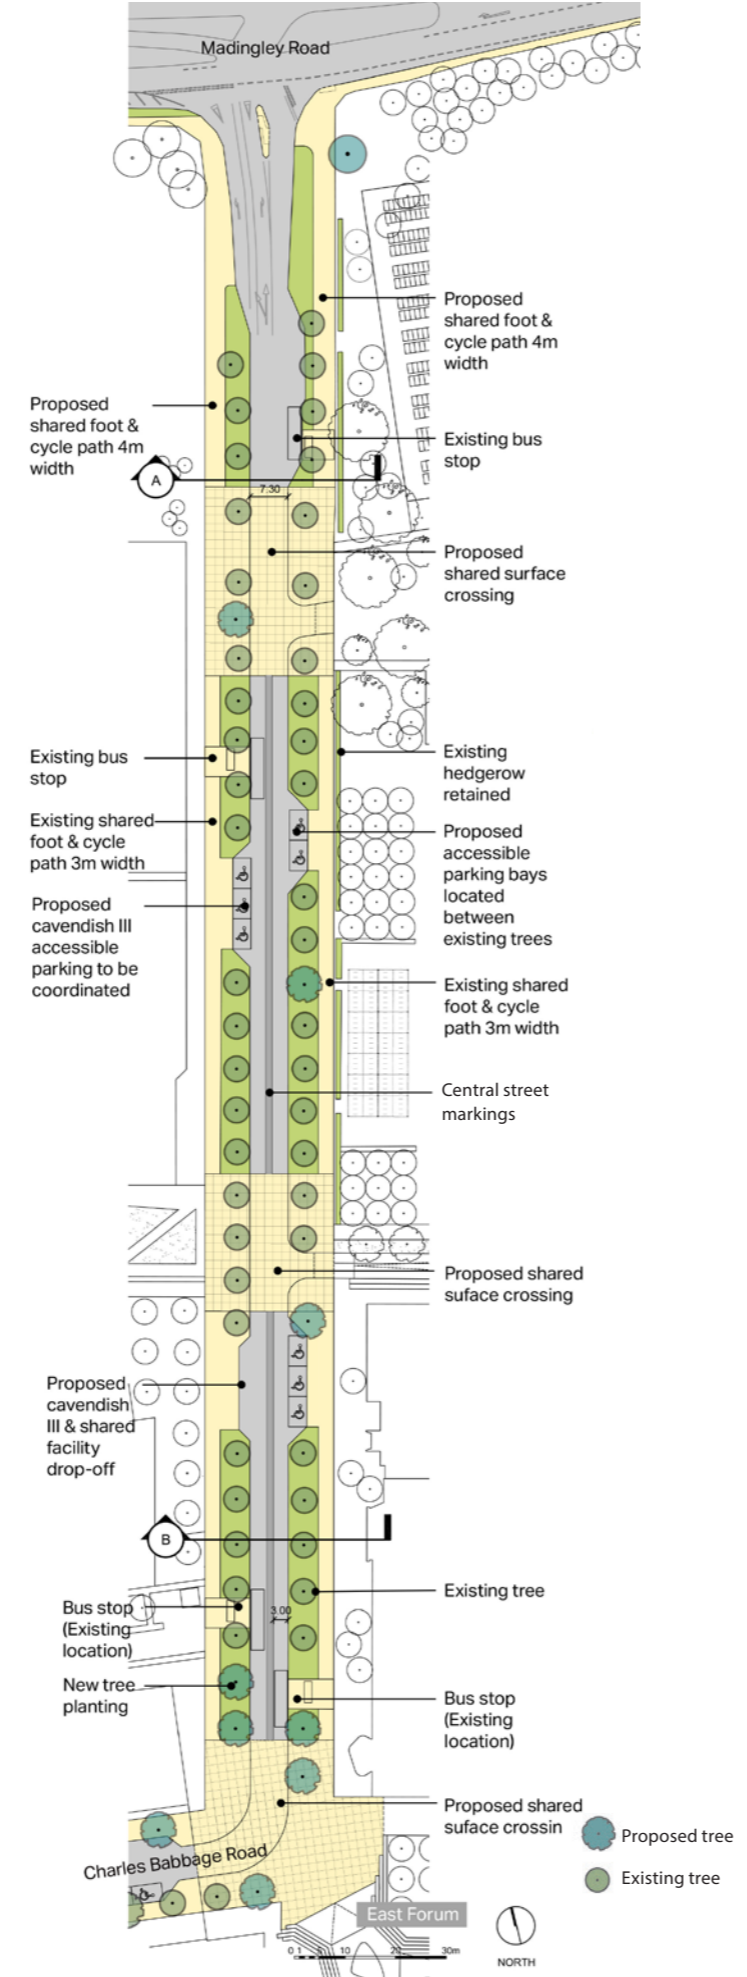 Madingley Road
Proposed
shared foot &
cycle path 4m
width
Proposed
shared foot &
cycle path 4m
width
Existing bus
stop
A
7.30
Proposed
shared surface
crossing
Existing bus
stop
Existing
hedgerow
retained
Existing shared
foot & cycle
path 3m width
Proposed
accessible
parking bays
located
between
existing trees
Proposed
cavendish III
accessible
parking to be
coordinated
Existing shared
foot & cycle
path 3m width
Central street
markings
Proposed shared
suface crossing
Proposed
cavendish
III & shared
facility
drop-off
B
Existing tree
Bus stop
(Existing
location)
3.00
New tree
planting
Bus stop
(Existing
location)
Proposed shared
suface crossin
Proposed tree
Charles Babbage Road
Existing tree
East Forum
NORTH
0 1 5 10 20 30m